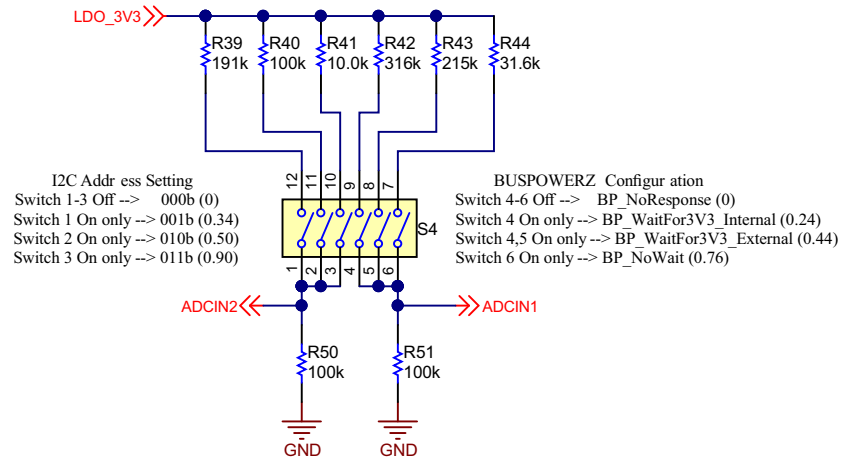 LDO_3V3
R39
191k
R40
100k
R41
10.0k
R42
316k
R43
215k
R44
31.6k
12
11
10
9
8
7
I2C Addr ess Setting
Switch 1-3 Off --> 000b (0)
Switch 1 On only --> 001b (0.34)
Switch 2 On only --> 010b (0.50)
Switch 3 On only --> 011b (0.90)
S4
BUSPOWERZ Configur ation
Switch 4-6 Off --> BP_NoResponse (0)
Switch 4 On only --> BP_WaitFor3V3_Internal (0.24)
Switch 4,5 On only --> BP_WaitFor3V3_External (0.44)
Switch 6 On only --> BP_NoWait (0.76)
1
2
3
4
5
6
ADCIN2
ADCIN1
R50
100k
R51
100k
GND
GND